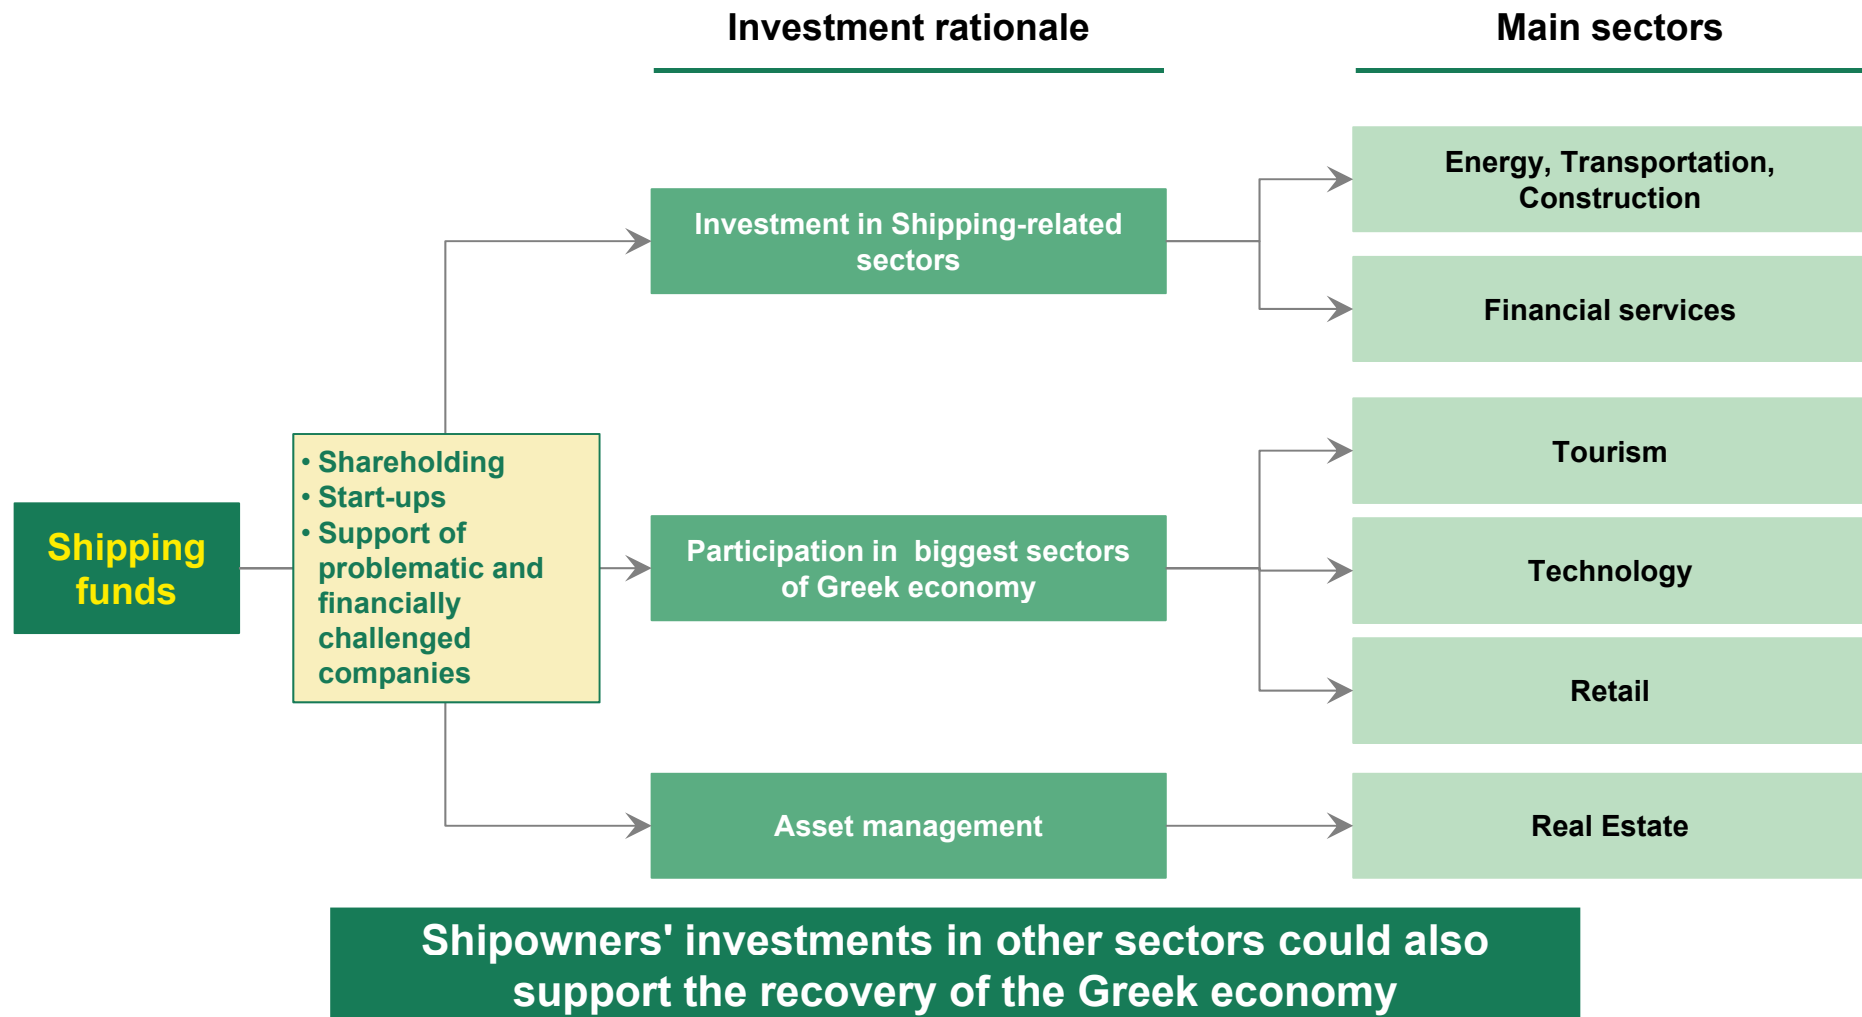 Investment rationale
Main sectors
Shipping
funds
• Shareholding
• Start-ups
• Support of
problematic and
financially
challenged
companies
Investment in Shipping-related
sectors
Energy, Transportation,
Construction
Financial services
Participation in  biggest sectors
of Greek economy
Tourism
Technology
Retail
Asset management
Real Estate
Shipowners' investments in other sectors could also
support the recovery of the Greek economy